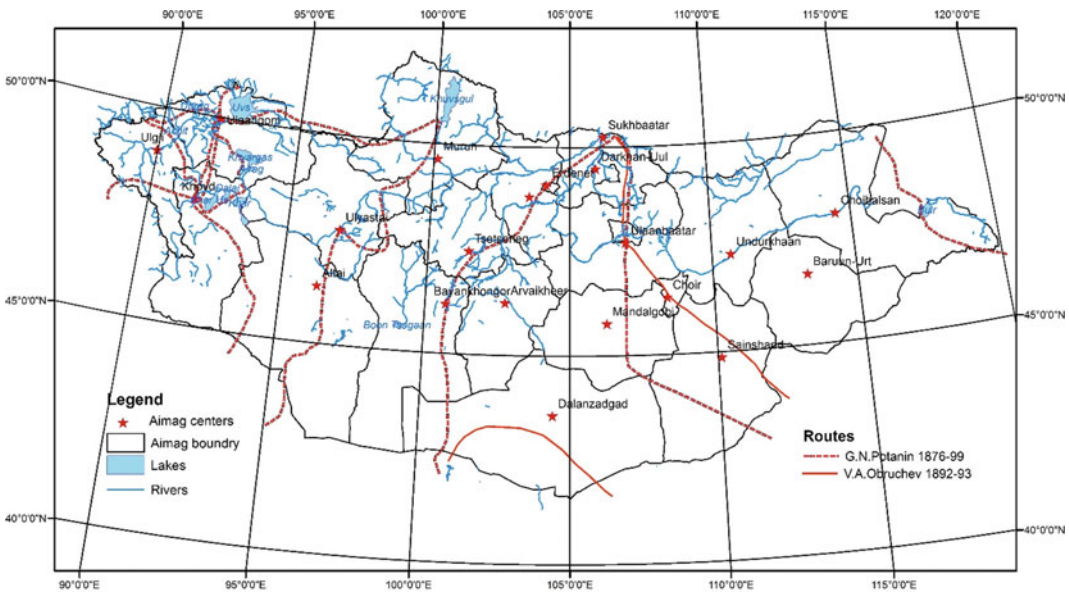 90°0'0"E 95°0'0"E 100°0'0"E 105°0'0"E 110°0'0"E 115°0'0"E 120°0'0"E
50°0'0"N
50°0'0"N
Khuvsgul
Uvs
Ulaangom
Sukhbaatar
Ulgii
Murun
Darkhan-Uul
Khyargas
Erdenet
Khovd
Choibalsan
Buir
Ulyastai
Tsetserleg
Ulaanbaatar
Undurkhaan
Baruun-Urt
Altai
Choir
Bayankhongor
Arvaikheer
45°0'0"N
45°0'0"N
Mandalgobi
Boon Tsagaan
Sainshand
Legend
Aimag centers
Dalanzadgad
Aimag boundry
Routes
Lakes
G.N.Potanin 1876-99
Rivers
V.A.Obruchev 1892-93
40°0'0"N
40°0'0"N
90°0'0"E 95°0'0"E 100°0'0"E 105°0'0"E 110°0'0"E 115°0'0"E